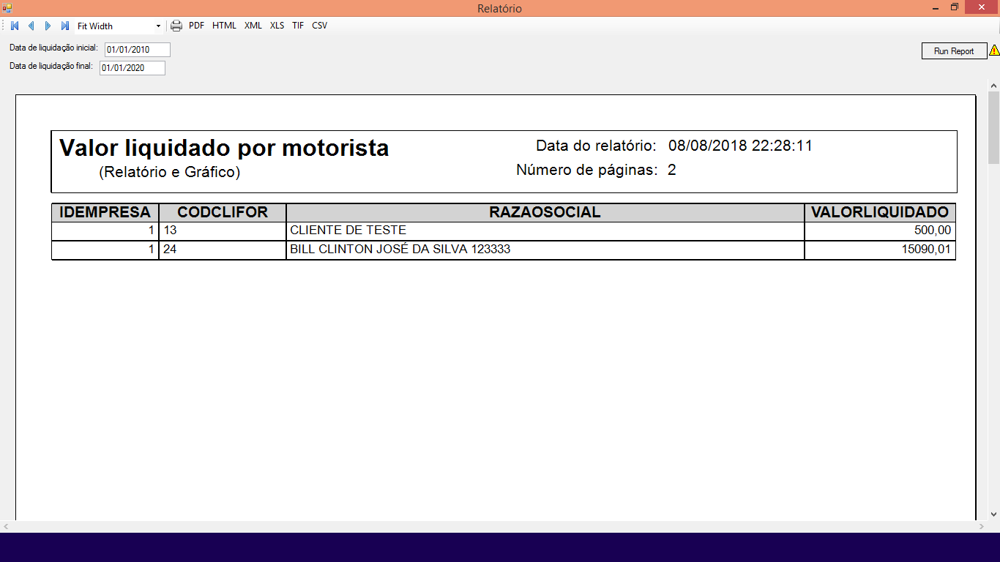 Relatório
Fit Width PDF HTML XML XLS TIF CSV
Data de liquidação inicial: 01/01/2010 Run Report
Data de liquidação final: 01/01/2020
Valor liquidado por motorista Data do relatório: 08/08/2018 22:28:11
(Relatório e Gráfico) Número de páginas: 2
IDEMPRESA CODCLIFOR RAZAOSOCIAL VALORLIQUIDADO
1 13 CLIENTE DE TESTE 500,00
1 24 BILL CLINTON JOSÉ DA SILVA 123333 15090,01